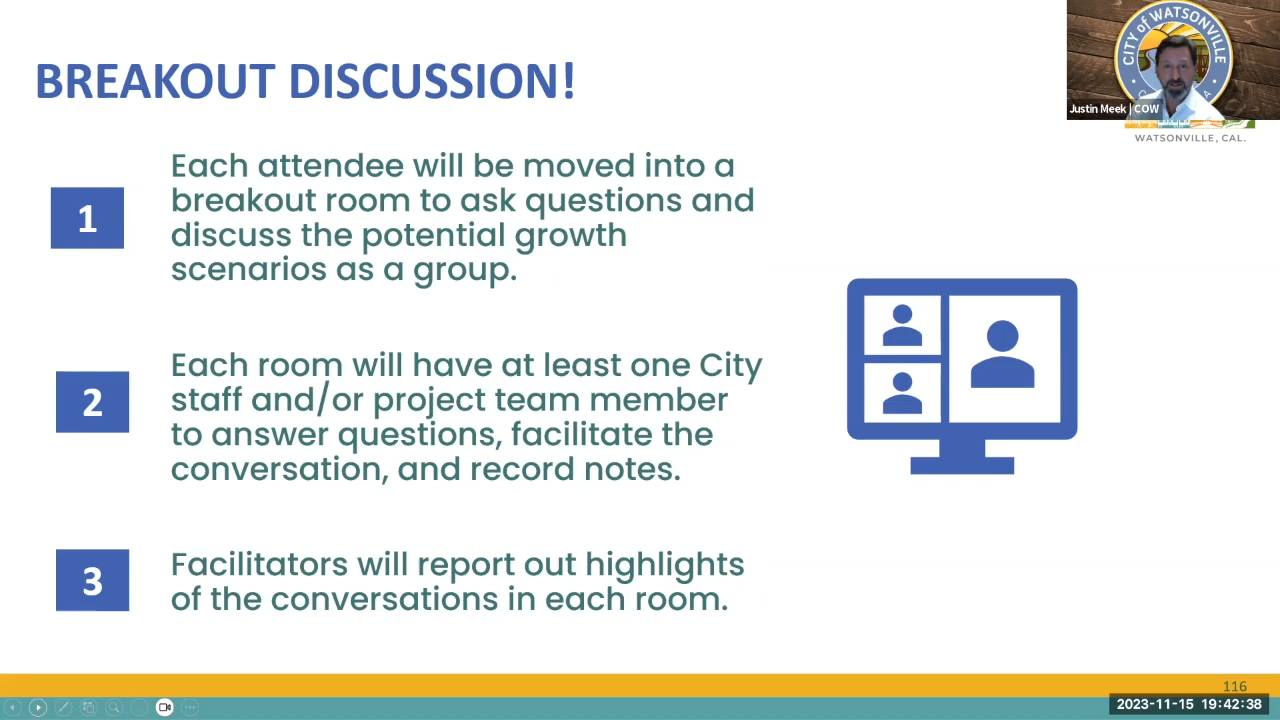 BREAKOUT DISCUSSION!
CITY of WATSONVILLE
Justin Meek | COW
WATSONVILLE, CAL.
1
Each attendee will be moved into a
breakout room to ask questions and
discuss the potential growth
scenarios as a group.
2
Each room will have at least one City
staff and/or project team member
to answer questions, facilitate the
conversation, and record notes.
3
Facilitators will report out highlights
of the conversations in each room.
116
2023-11-15 19:42:38